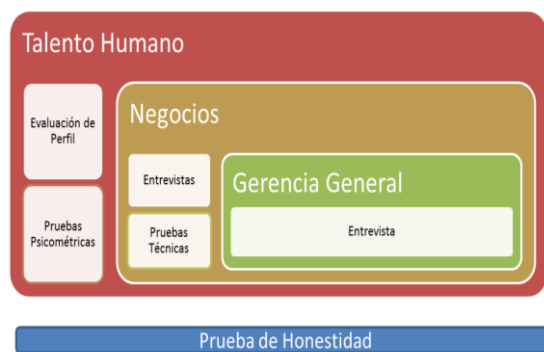 Talento Humano
Evaluación de
Perfil
Pruebas
Psicométricas
Negocios
Entrevistas
Pruebas
Técnicas
Gerencia General
Entrevista
Prueba de Honestidad